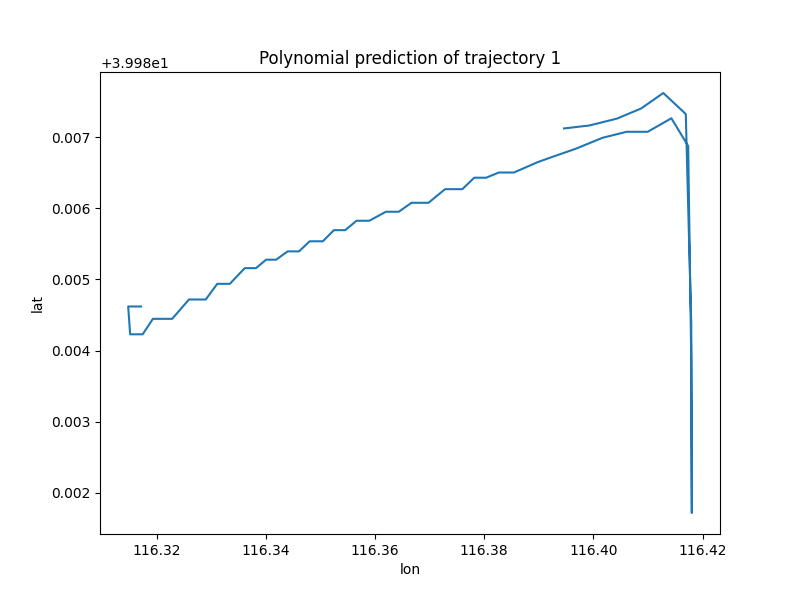 Polynomial prediction of trajectory 1
+3.998e1
0.007
0.006
0.005
0.004
0.003
0.002
lat
116.32 116.34 116.36 116.38 116.40 116.42
lon